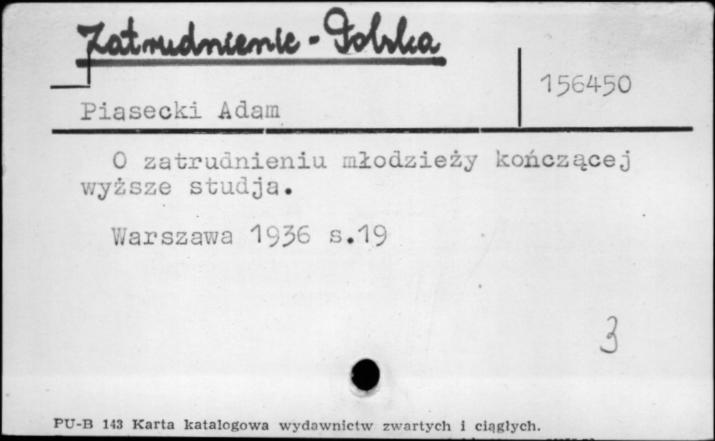 Zatrudnienie - Polska
156450
Piasecki Adam
O zatrudnieniu młodzieży kończącej
wyższe studja.
Warszawa 1936 s.19
3
PU-B 143 Karta katalogowa wydawnictw zwartych i ciągłych.